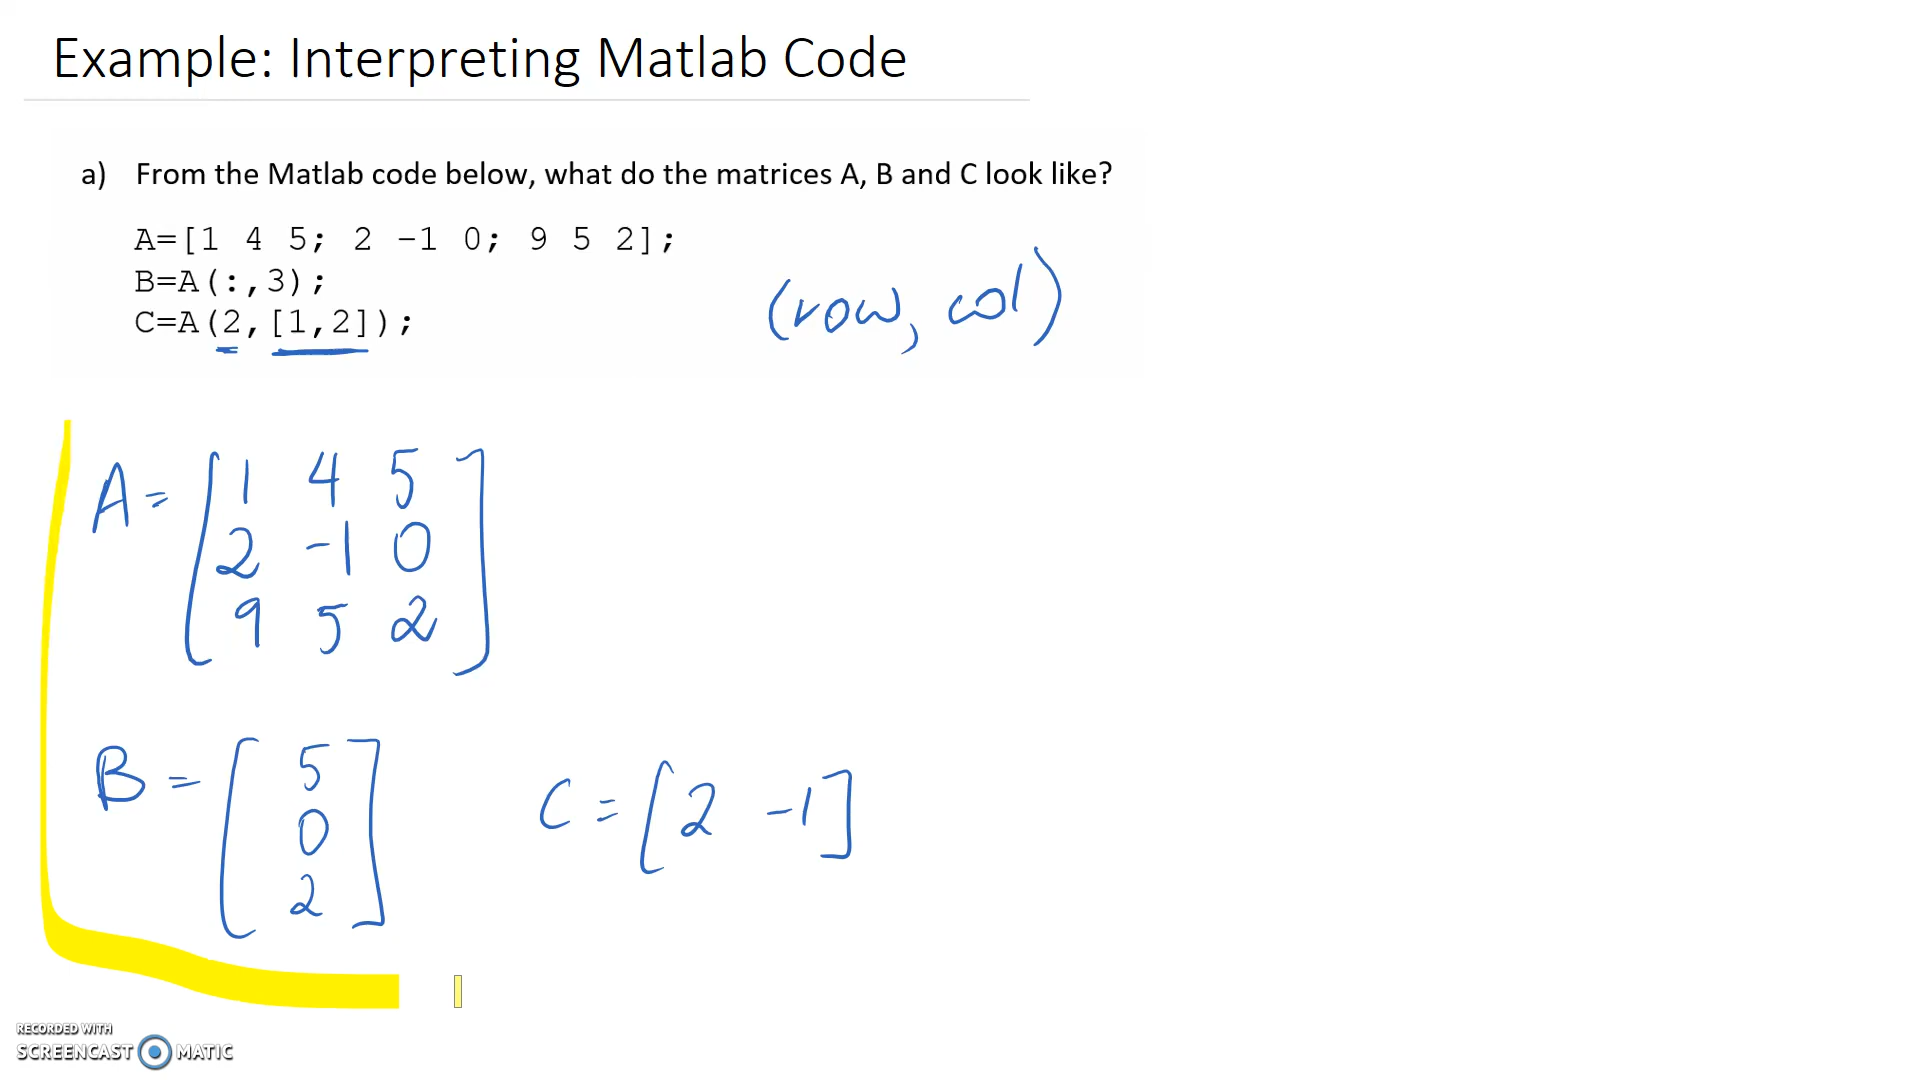 Example: Interpreting Matlab Code
a) From the Matlab code below, what do the matrices A, B and C look like?
A=[1 4 5; 2 -1 0; 9 5 2];
B=A(:,3);
C=A(2,[1,2]);
(row, col)
A = [1 4 5
2 -1 0
9 5 2]
B = [5
0
2]
C = [2 -1]
RECORDED WITH
SCREENCAST MATIC